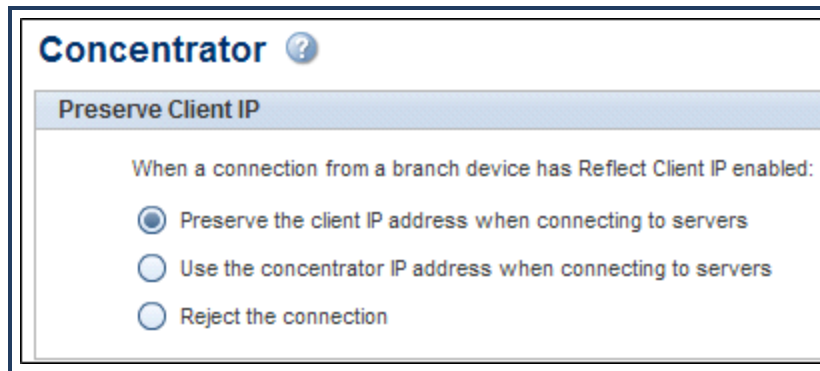 Concentrator
Preserve Client IP
When a connection from a branch device has Reflect Client IP enabled:
Preserve the client IP address when connecting to servers
Use the concentrator IP address when connecting to servers
Reject the connection